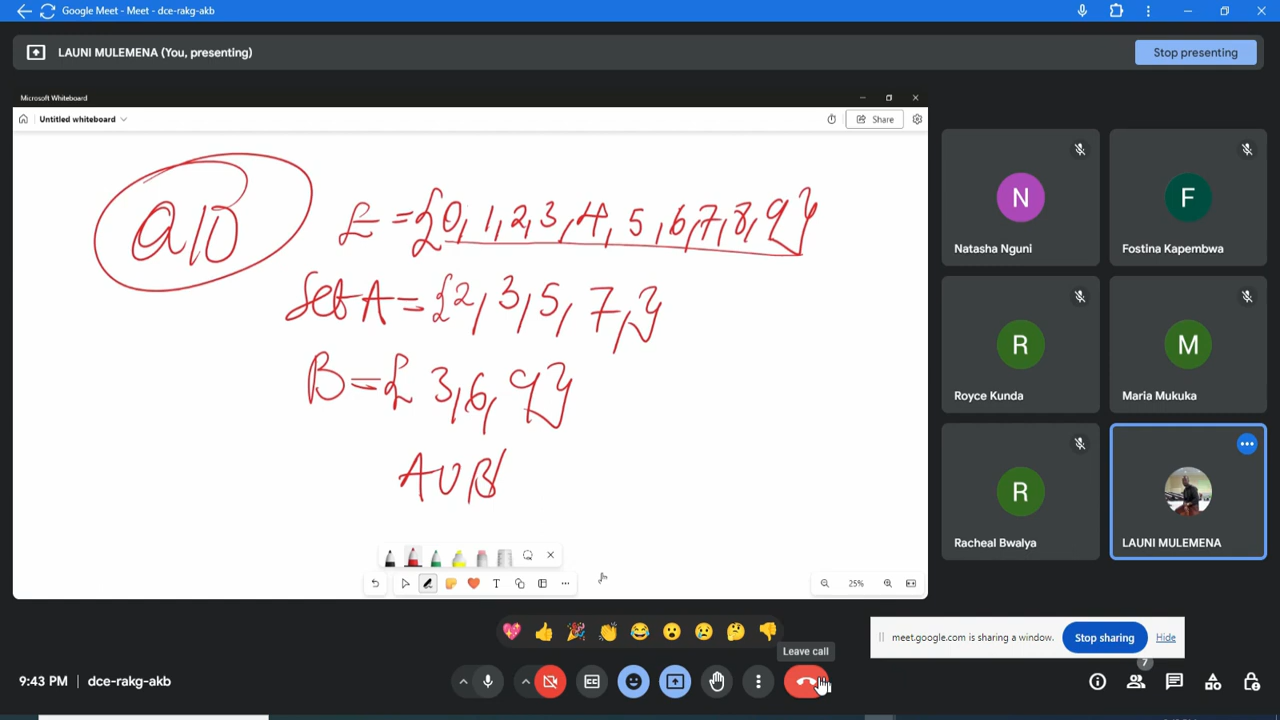 Google Meet - Meet - dce-rakg-akb
LAUNI MULEMENA (You, presenting)
Stop presenting
Microsoft Whiteboard
Untitled whiteboard
Share
E = {0, 1, 2, 3, 4, 5, 6, 7, 8, 9}
Set A = {2, 3, 5, 7, }
B = {3, 6, 9}
A U B
25%
N
Natasha Nguni
F
Fostina Kapembwa
R
Royce Kunda
M
Maria Mukuka
R
Racheal Bwalya
LAUNI MULEMENA
meet.google.com is sharing a window.
Stop sharing
Hide
Leave call
9:43 PM
dce-rakg-akb
7